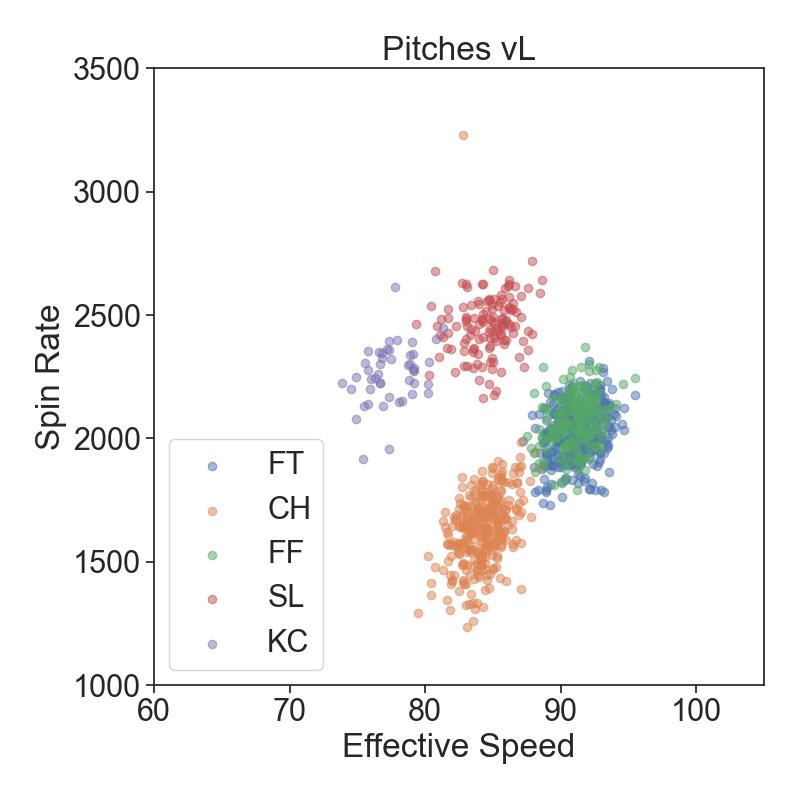 Pitches vL
3500
3000
2500
2000
1500
1000
Spin Rate
FT
CH
FF
SL
KC
60 70 80 90 100
Effective Speed